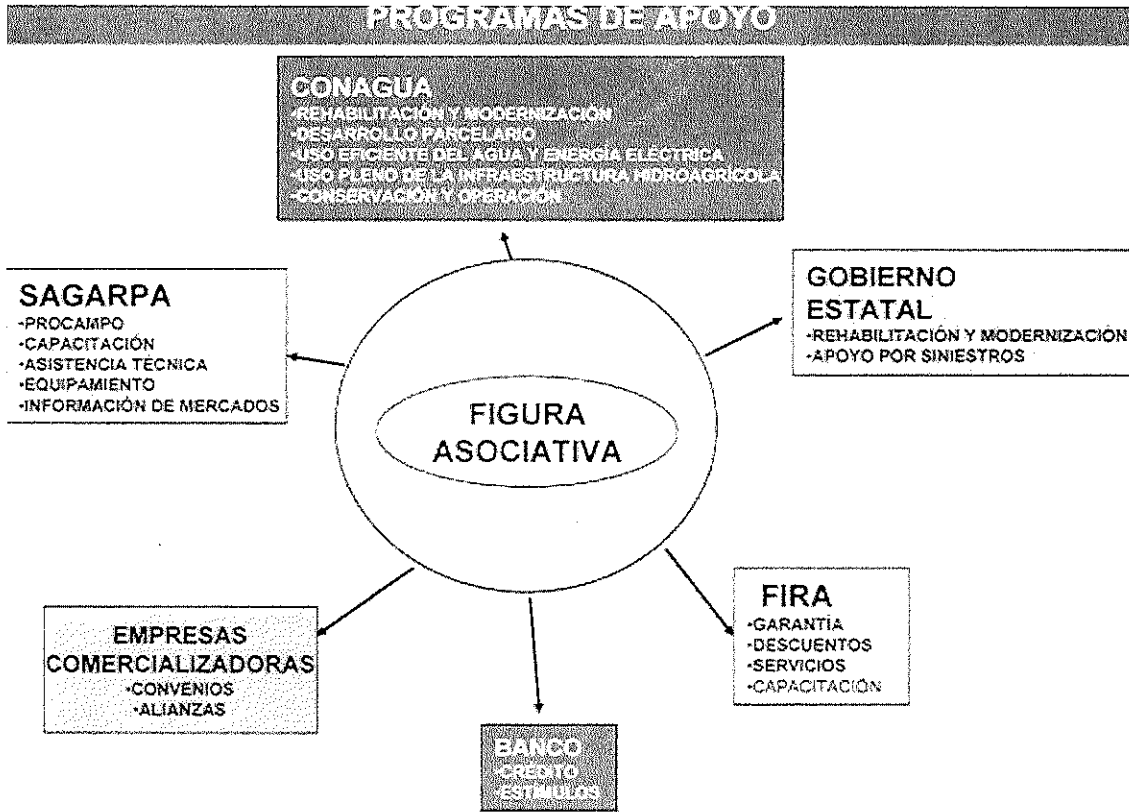 PROGRAMAS DE APOYO
CONAGUA
•REHABILITACIÓN Y MODERNIZACIÓN
•DESARROLLO PARCELARIO
•USO EFICIENTE DEL AGUA Y ENERGÍA ELÉCTRICA
•USO PLENO DE LA INFRAESTRUCTURA HIDROAGRÍCOLA
•CONSERVACIÓN Y OPERACIÓN
SAGARPA
•PROCAMPO
•CAPACITACIÓN
•ASISTENCIA TÉCNICA
•EQUIPAMIENTO
•INFORMACIÓN DE MERCADOS
GOBIERNO
ESTATAL
•REHABILITACIÓN Y MODERNIZACIÓN
•APOYO POR SINIESTROS
FIGURA
ASOCIATIVA
EMPRESAS
COMERCIALIZADORAS
•CONVENIOS
•ALIANZAS
BANCO
•CRÉDITO
•ESTÍMULOS
FIRA
•GARANTÍA
•DESCUENTOS
•SERVICIOS
•CAPACITACIÓN